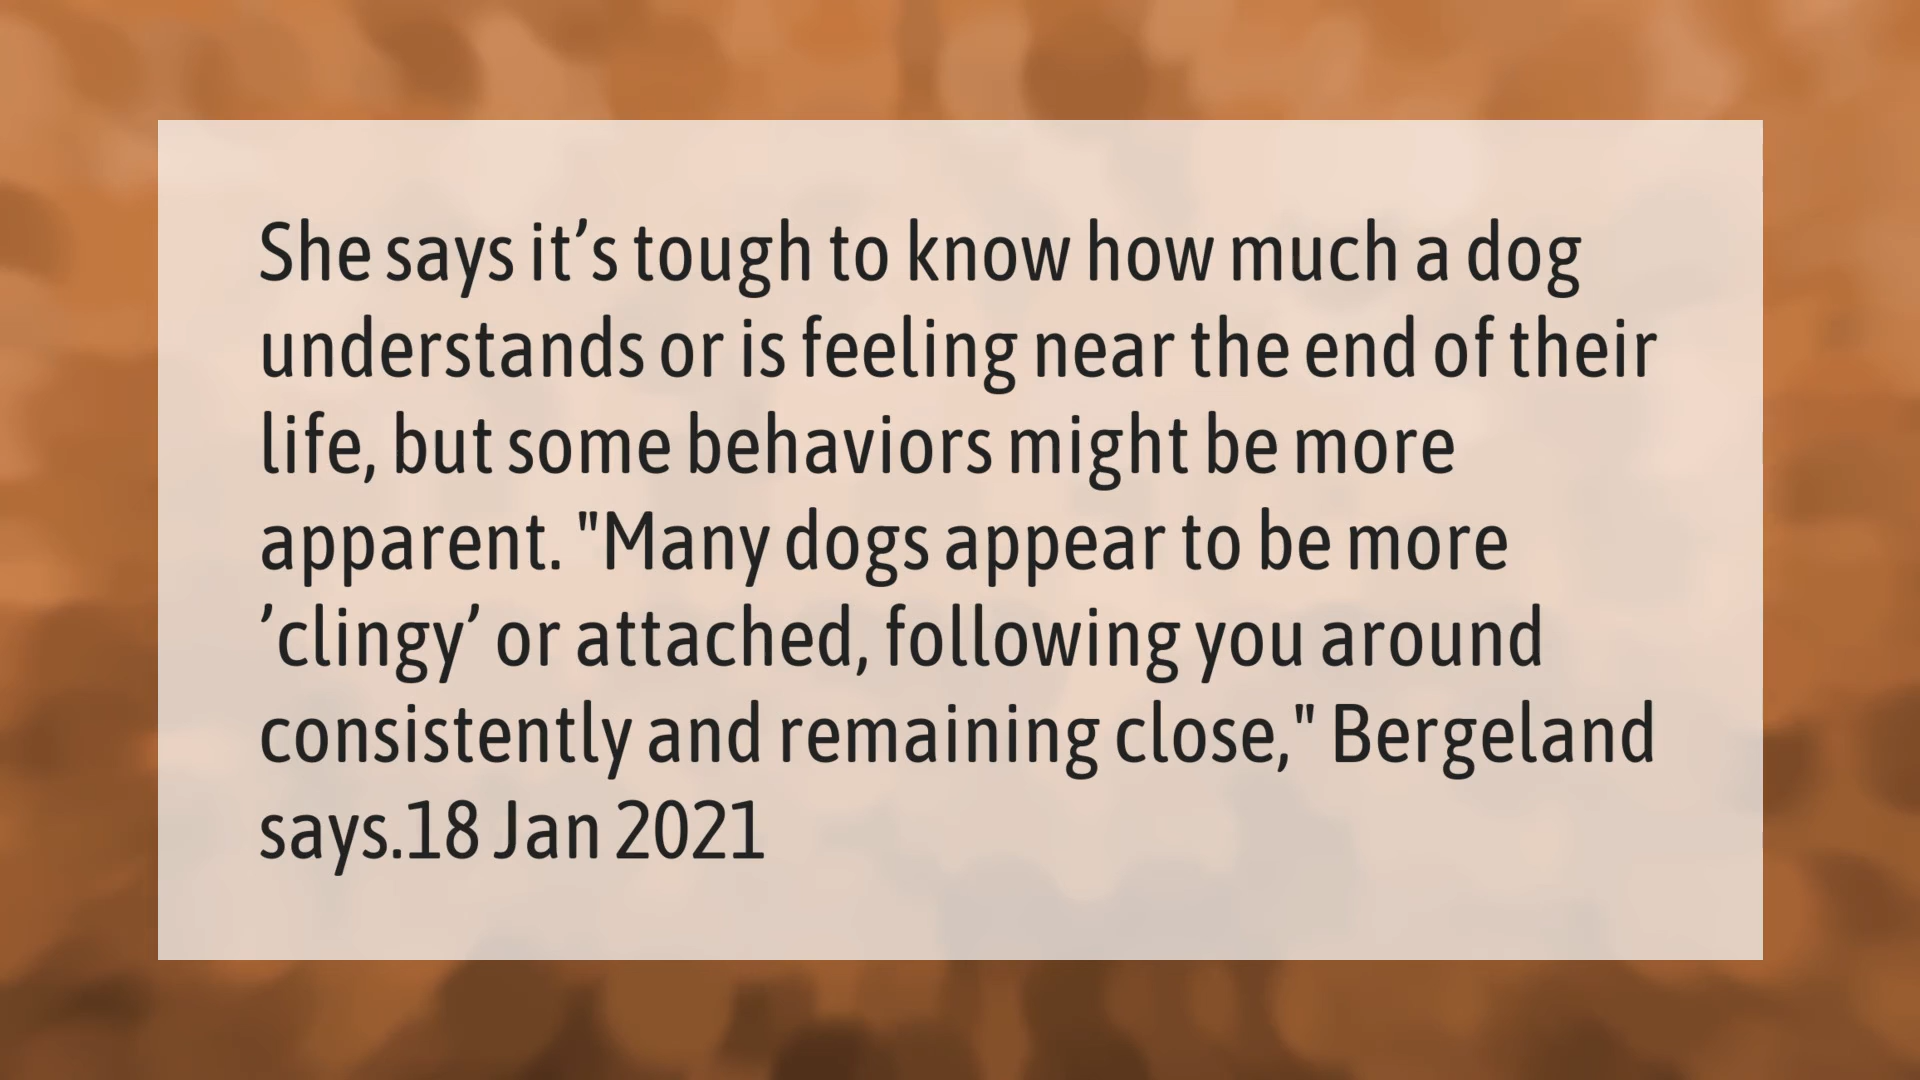 She says it’s tough to know how much a dog
understands or is feeling near the end of their
life, but some behaviors might be more
apparent. "Many dogs appear to be more
’clingy’ or attached, following you around
consistently and remaining close," Bergeland
says.18 Jan 2021